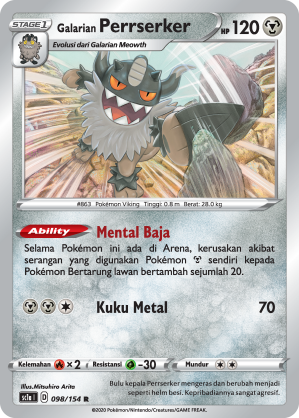 STAGE 1 Galarian Perrserker HP 120
Evolusi dari Galarian Meowth
#863 Pokémon Viking Tinggi: 0.8 m Berat: 28.0 kg
Ability Mental Baja
Selama Pokémon ini ada di Arena, kerusakan akibat
serangan yang digunakan Pokémon sendiri kepada
Pokémon Bertarung lawan bertambah sejumlah 20.
Kuku Metal 70
Kelemahan ×2 Resistensi -30 Mundur
Illus. Mitsuhiro Arita
sc1a I 098/154 R
Bulu kepala Perrserker mengeras dan berubah menjadi
seperti helm besi. Kepribadiannya sangat agresif.
©2020 Pokémon/Nintendo/Creatures/GAME FREAK.